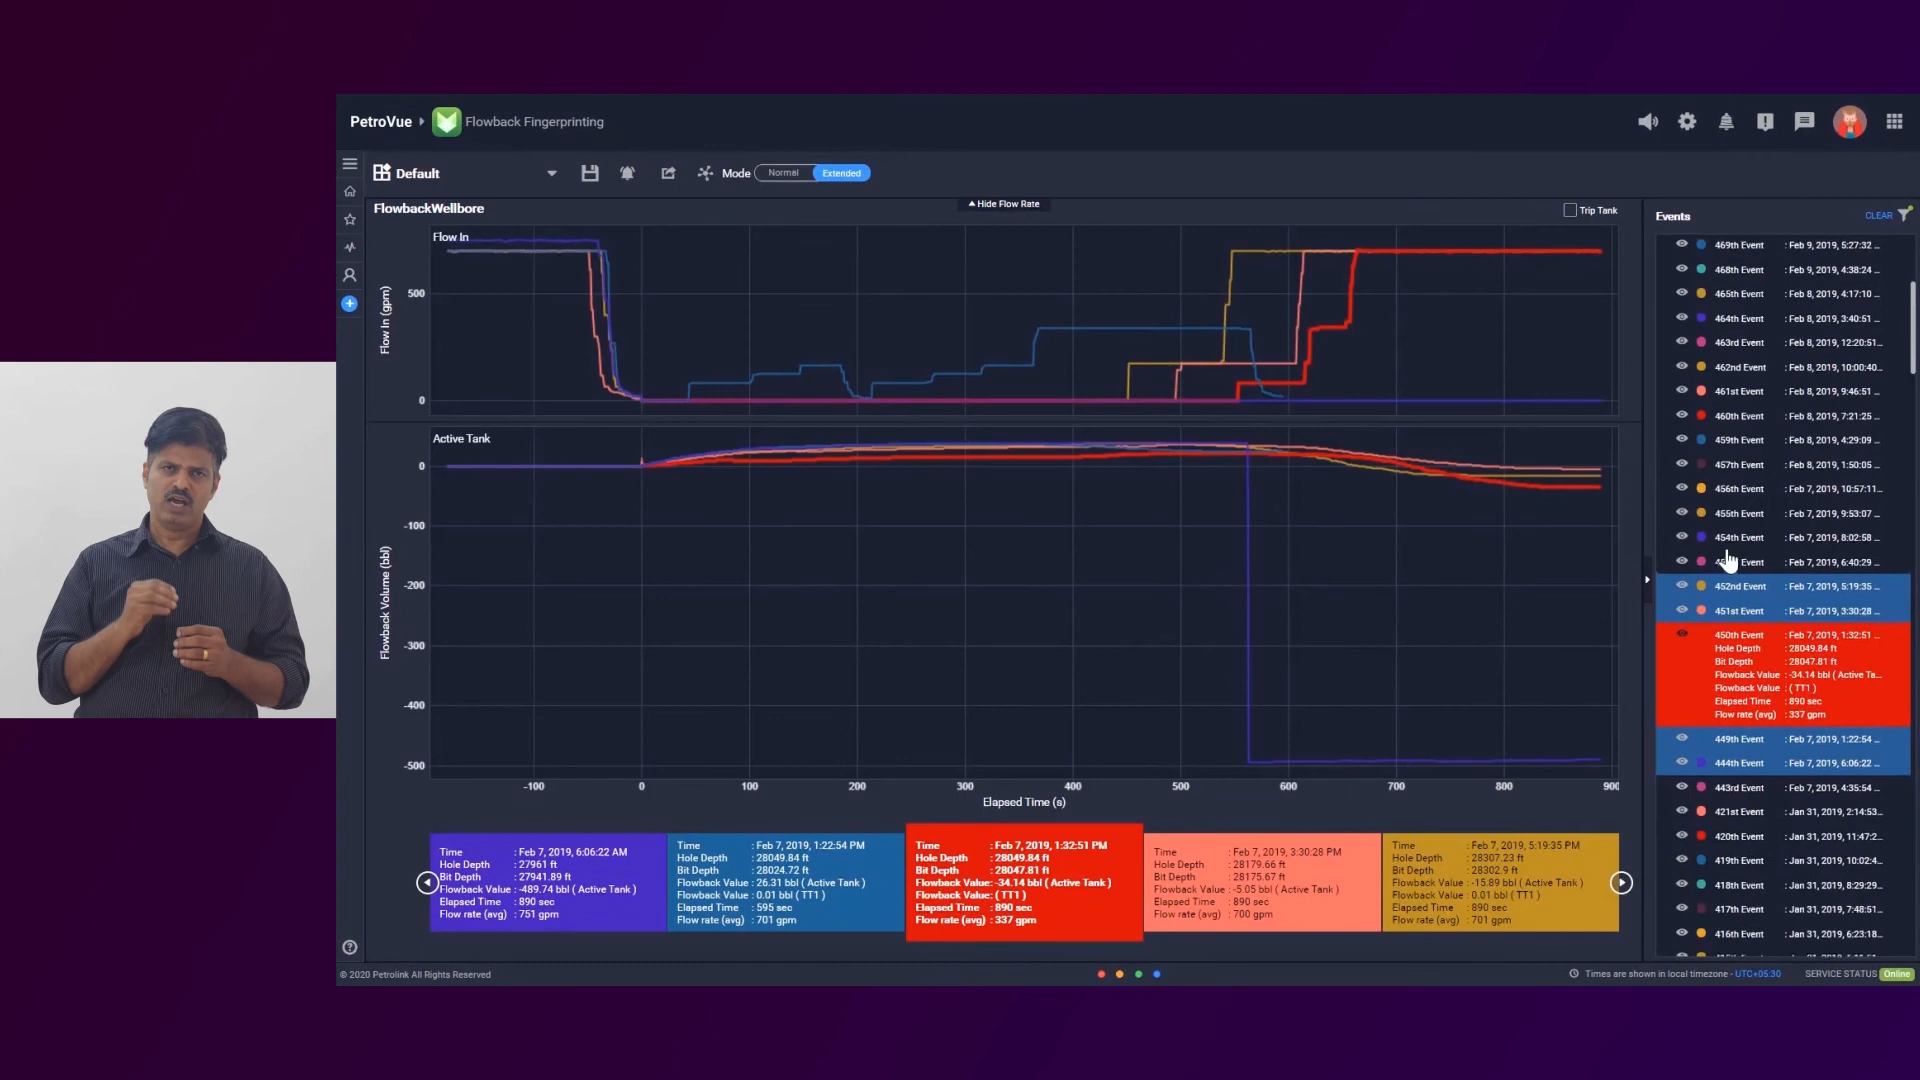 PetroVue
Flowback Fingerprinting
Default
Mode
Normal
Extended
FlowbackWellbore
Hide Flow Rate
Trip Tank
Flow In
Flow In (gpm)
500
0
Active Tank
Flowback Volume (bbl)
0
-100
-200
-300
-400
-500
-100 0 100 200 300 400 500 600 700 800 900
Elapsed Time (s)
Time : Feb 7, 2019, 6:06:22 AM
Hole Depth : 27961 ft
Bit Depth : 27941.89 ft
Flowback Value : -489.74 bbl ( Active Tank )
Elapsed Time : 890 sec
Flow rate (avg) : 751 gpm
Time : Feb 7, 2019, 1:22:54 PM
Hole Depth : 28049.84 ft
Bit Depth : 28024.72 ft
Flowback Value : 26.31 bbl ( Active Tank )
Flowback Value : 0.01 bbl ( TT1 )
Elapsed Time : 595 sec
Flow rate (avg) : 701 gpm
Time : Feb 7, 2019, 1:32:51 PM
Hole Depth : 28049.84 ft
Bit Depth : 28047.81 ft
Flowback Value: -34.14 bbl ( Active Tank )
Flowback Value : ( TT1 )
Elapsed Time : 890 sec
Flow rate (avg) : 337 gpm
Time : Feb 7, 2019, 3:30:28 PM
Hole Depth : 28179.66 ft
Bit Depth : 28175.67 ft
Flowback Value : -5.05 bbl ( Active Tank )
Elapsed Time : 890 sec
Flow rate (avg) : 700 gpm
Time : Feb 7, 2019, 5:19:35 PM
Hole Depth : 28307.23 ft
Bit Depth : 28302.9 ft
Flowback Value : -15.89 bbl ( Active Tank )
Flowback Value : 0.01 bbl ( TT1 )
Elapsed Time : 890 sec
Flow rate (avg) : 701 gpm
Events
CLEAR
469th Event : Feb 9, 2019, 5:27:32 ...
468th Event : Feb 9, 2019, 4:38:24 ...
465th Event : Feb 8, 2019, 4:17:10 ...
464th Event : Feb 8, 2019, 3:40:51 ...
463rd Event : Feb 8, 2019, 12:20:51...
462nd Event : Feb 8, 2019, 10:00:40...
461st Event : Feb 8, 2019, 9:46:51 ...
460th Event : Feb 8, 2019, 7:21:25 ...
459th Event : Feb 8, 2019, 4:29:09 ...
457th Event : Feb 8, 2019, 1:50:05 ...
456th Event : Feb 7, 2019, 10:57:11...
455th Event : Feb 7, 2019, 9:53:07 ...
454th Event : Feb 7, 2019, 8:02:58 ...
Event : Feb 7, 2019, 6:40:29 ...
452nd Event : Feb 7, 2019, 5:19:35 ...
451st Event : Feb 7, 2019, 3:30:28 ...
450th Event : Feb 7, 2019, 1:32:51 ...
Hole Depth : 28049.84 ft
Bit Depth : 28047.81 ft
Flowback Value : -34.14 bbl ( Active Ta...
Flowback Value : ( TT1 )
Elapsed Time : 890 sec
Flow rate (avg) : 337 gpm
449th Event : Feb 7, 2019, 1:22:54 ...
444th Event : Feb 7, 2019, 6:06:22 ...
443rd Event : Feb 7, 2019, 4:35:54 ...
421st Event : Jan 31, 2019, 2:14:53...
420th Event : Jan 31, 2019, 11:47:2...
419th Event : Jan 31, 2019, 10:02:4...
418th Event : Jan 31, 2019, 8:29:29...
417th Event : Jan 31, 2019, 7:48:51...
416th Event : Jan 31, 2019, 6:23:18...
© 2020 Petrolink All Rights Reserved
Times are shown in local timezone - UTC+05:30
SERVICE STATUS Online